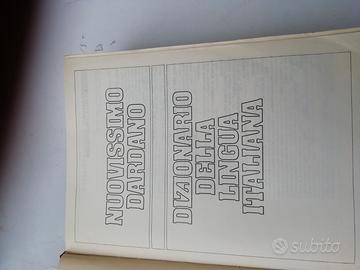 NUOVISSIMO
DARDANO
DIZIONARIO
DELLA
LINGUA
ITALIANA
subito